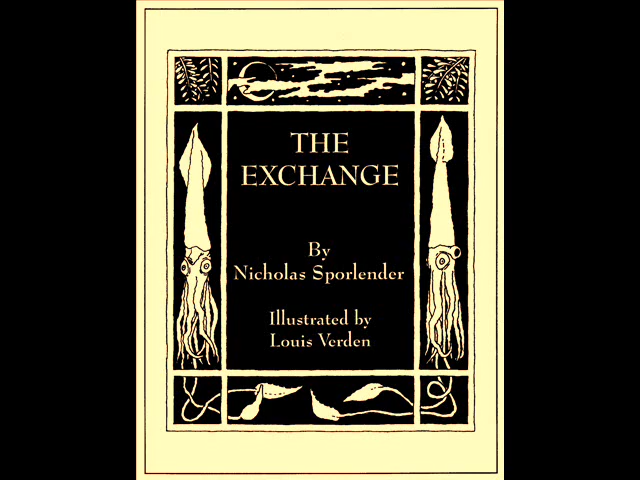 THE
EXCHANGE
By
Nicholas Sporlender
Illustrated by
Louis Verden